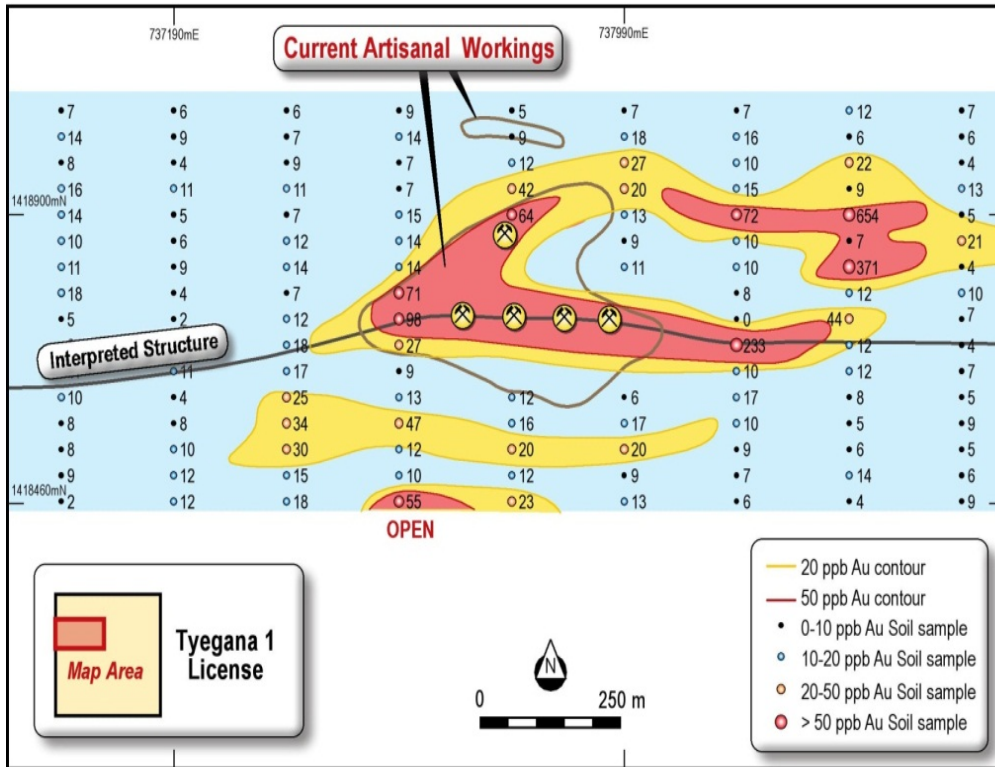 737190mE 737990mE
Current Artisanal Workings
7 6 6 9 5 7 7 12 7
14 9 7 14 9 18 16 6 6
8 4 9 7 12 27 10 22 4
16 11 11 7 42 20 15 9 13
1418900mN
14 5 7 15 64 13 72 654 5
10 6 12 14 9 10 7 21
11 9 14 14 11 10 371 4
18 4 7 71 8 12 10
5 2 12 98 0 44 7
Interpreted Structure
18 27 233 12 4
11 17 9 10 12 7
10 4 25 13 12 6 17 8 5
8 8 34 47 16 17 10 5 9
8 10 30 12 20 20 9 6 5
9 12 15 10 12 9 7 14 6
1418460mN
2 12 18 55 23 13 6 4 9
OPEN
Map Area
Tyegana 1
License
N
0 250 m
20 ppb Au contour
50 ppb Au contour
0-10 ppb Au Soil sample
10-20 ppb Au Soil sample
20-50 ppb Au Soil sample
> 50 ppb Au Soil sample